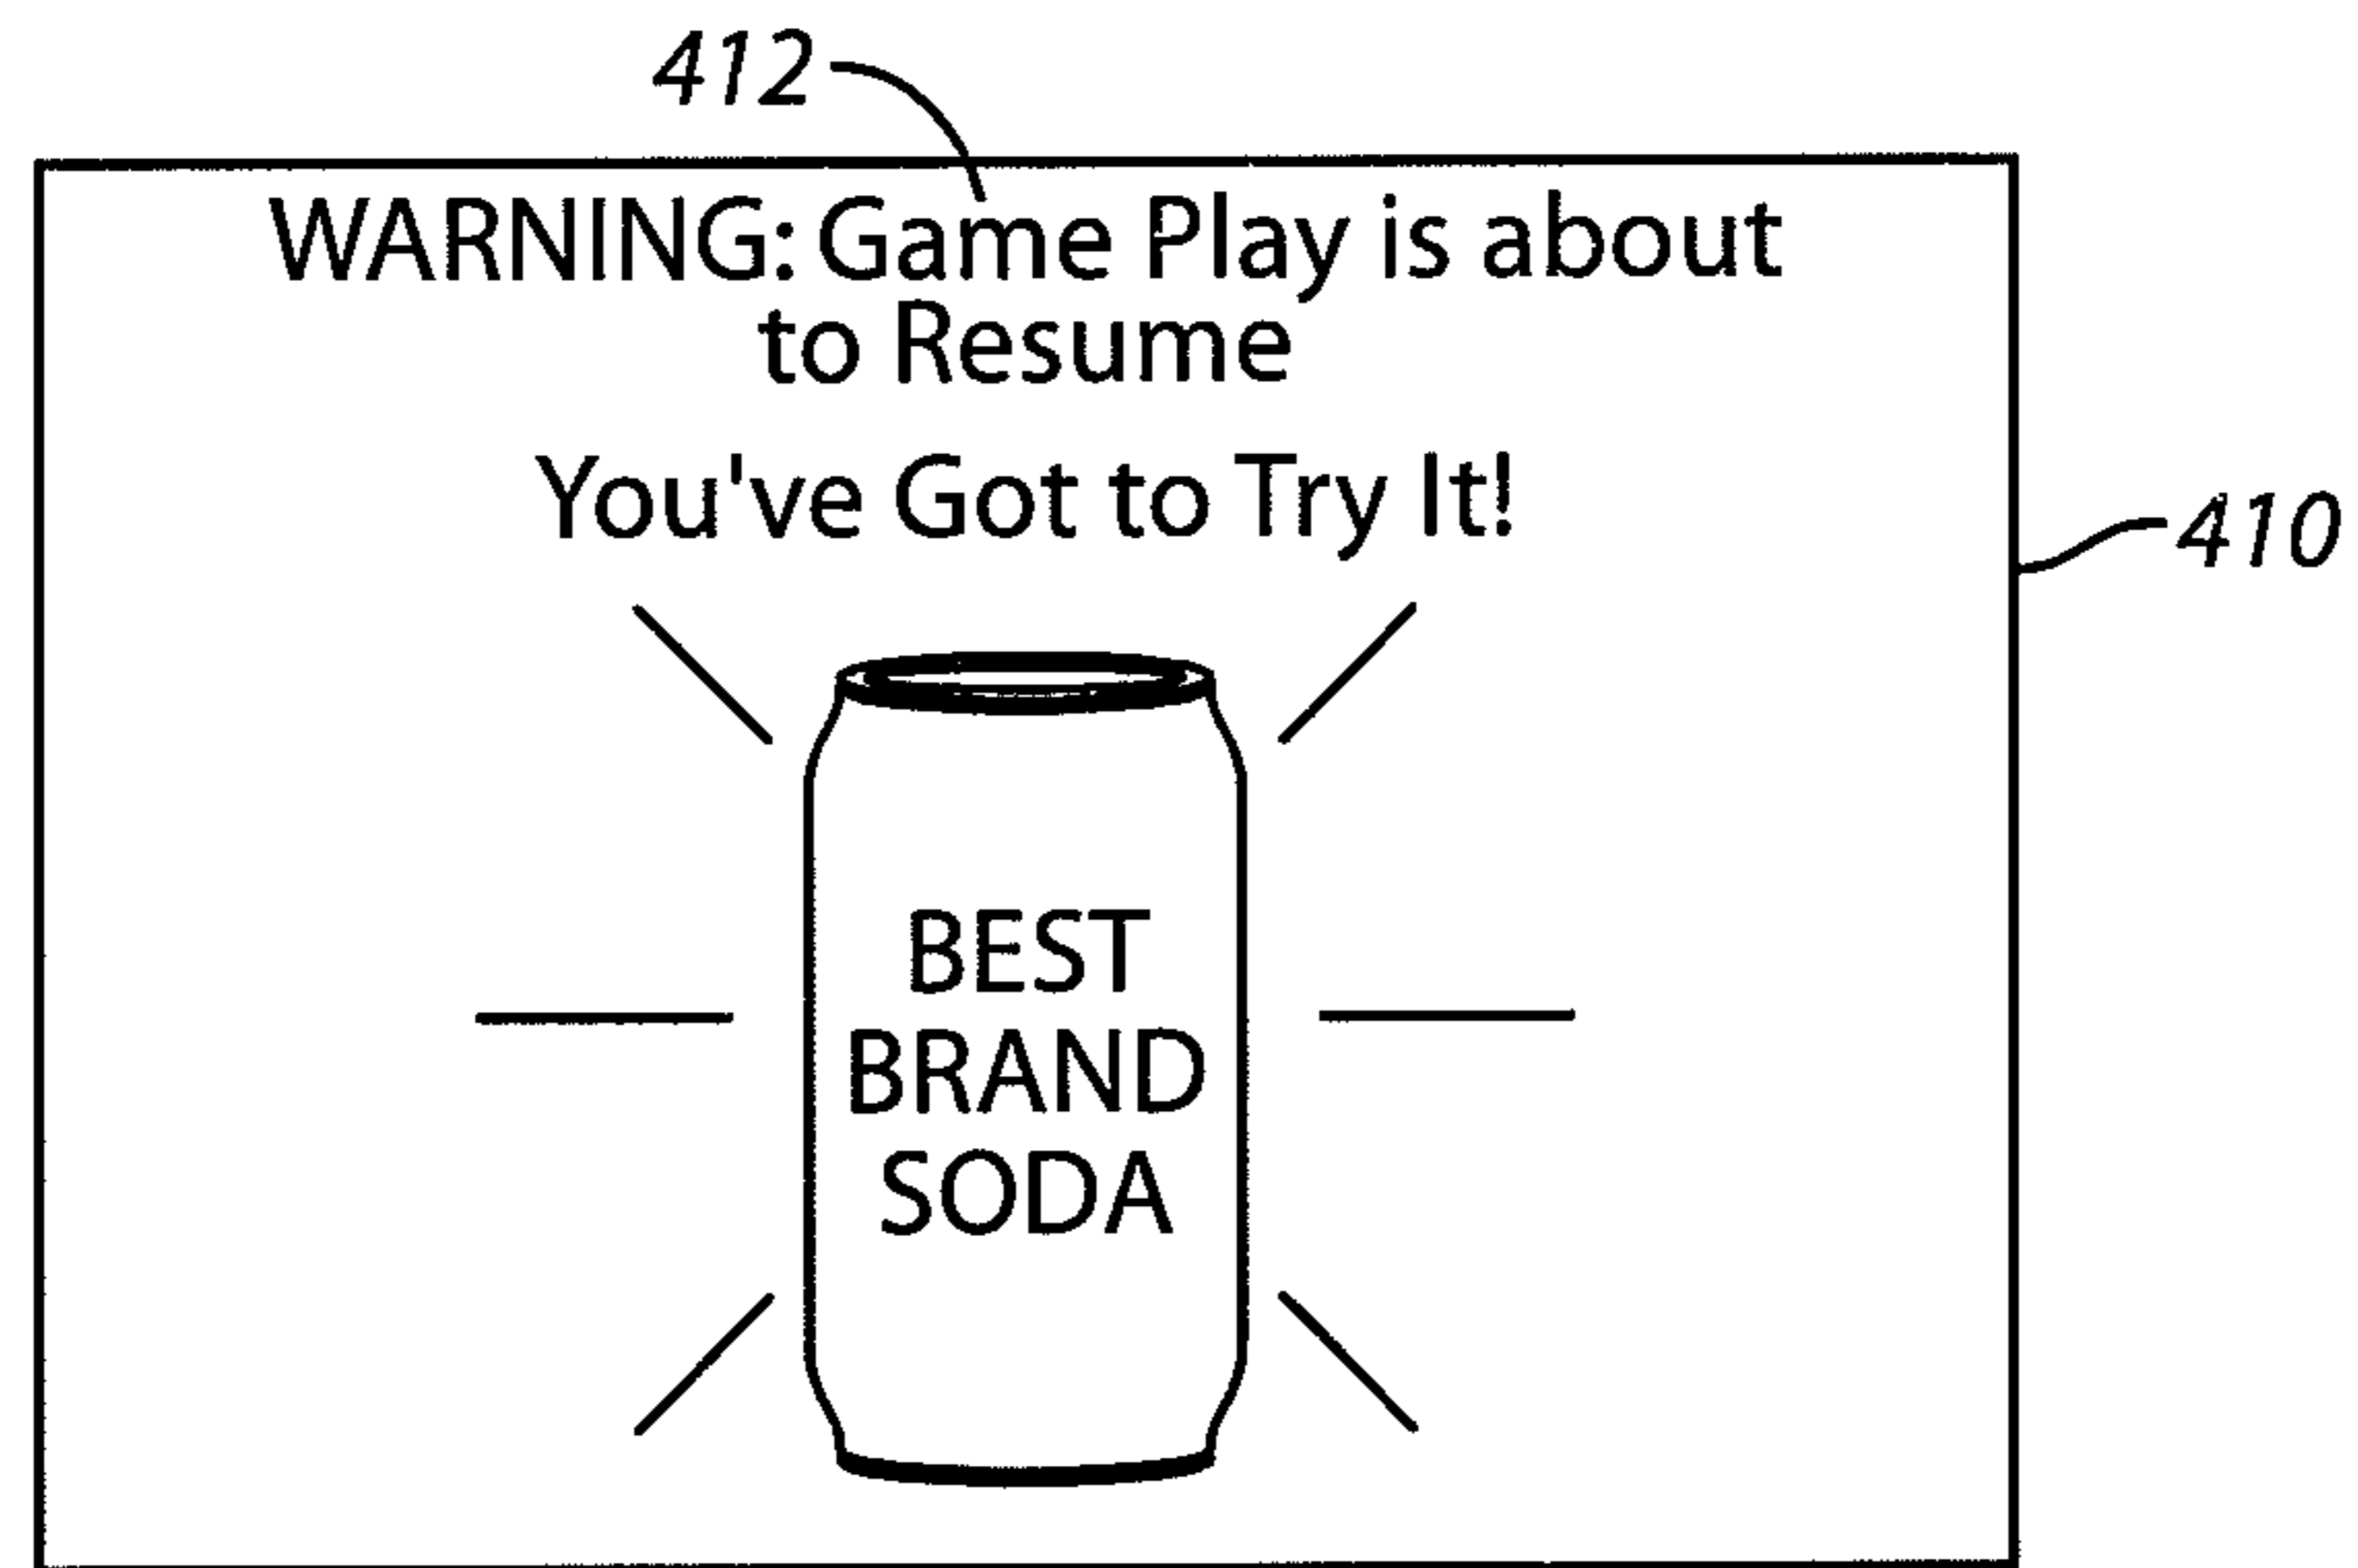 412
WARNING: Game Play is about
to Resume
You've Got to Try It!
410
BEST
BRAND
SODA